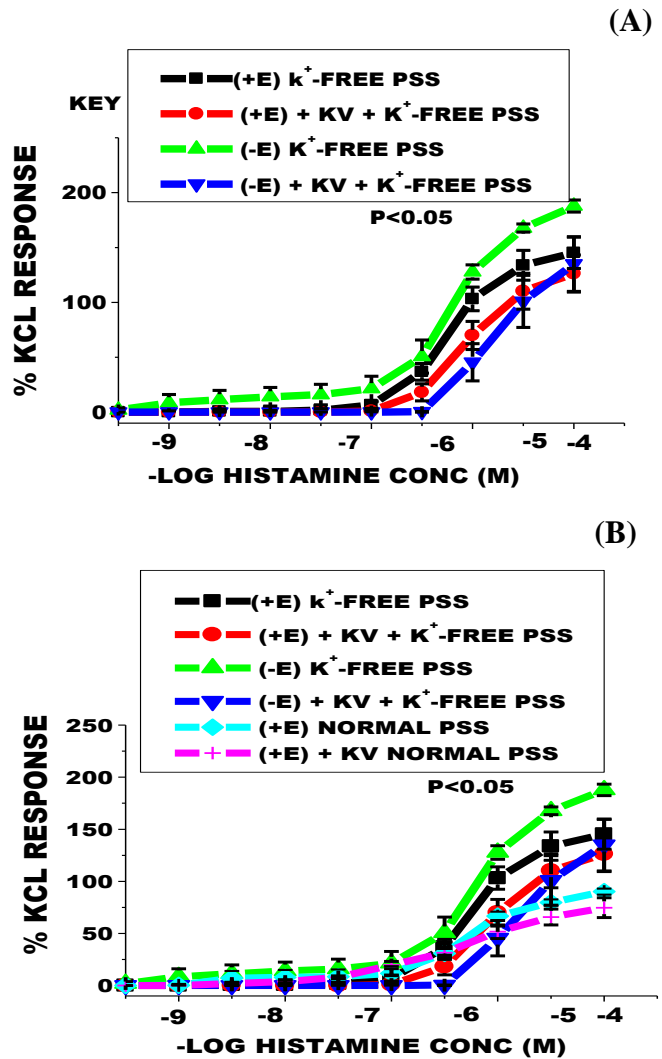 (A)
KEY
(+E) k⁺-FREE PSS
(+E) + KV + K⁺-FREE PSS
(-E) K⁺-FREE PSS
(-E) + KV + K⁺-FREE PSS
P<0.05
% KCL RESPONSE
200
100
0
-9 -8 -7 -6 -5 -4
-LOG HISTAMINE CONC (M)
(B)
(+E) k⁺-FREE PSS
(+E) + KV + K⁺-FREE PSS
(-E) K⁺-FREE PSS
(-E) + KV + K⁺-FREE PSS
(+E) NORMAL PSS
(+E) + KV NORMAL PSS
P<0.05
% KCL RESPONSE
250
200
150
100
50
0
-9 -8 -7 -6 -5 -4
-LOG HISTAMINE CONC (M)